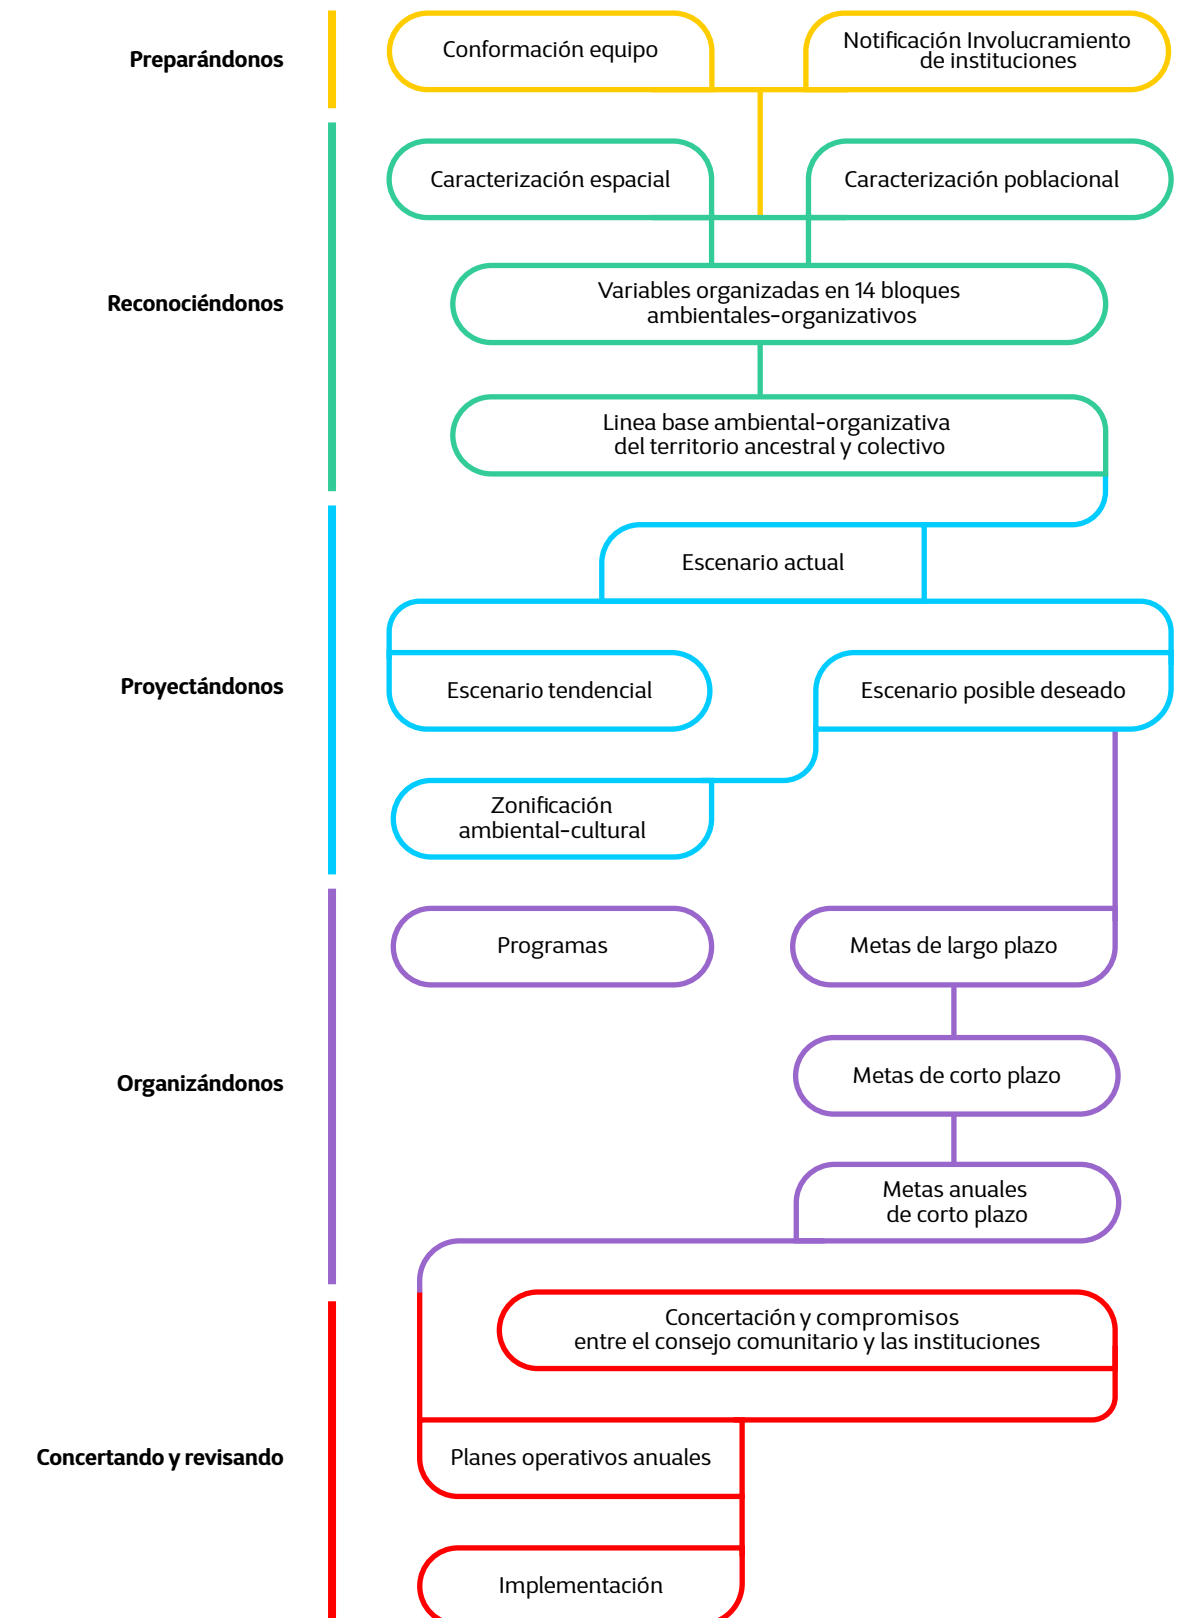 Preparándonos
Conformación equipo
Notificación Involucramiento
de instituciones
Caracterización espacial
Caracterización poblacional
Reconociéndonos
Variables organizadas en 14 bloques
ambientales-organizativos
Linea base ambiental-organizativa
del territorio ancestral y colectivo
Escenario actual
Proyectándonos
Escenario tendencial
Escenario posible deseado
Zonificación
ambiental-cultural
Programas
Metas de largo plazo
Organizándonos
Metas de corto plazo
Metas anuales
de corto plazo
Concertación y compromisos
entre el consejo comunitario y las instituciones
Concertando y revisando
Planes operativos anuales
Implementación